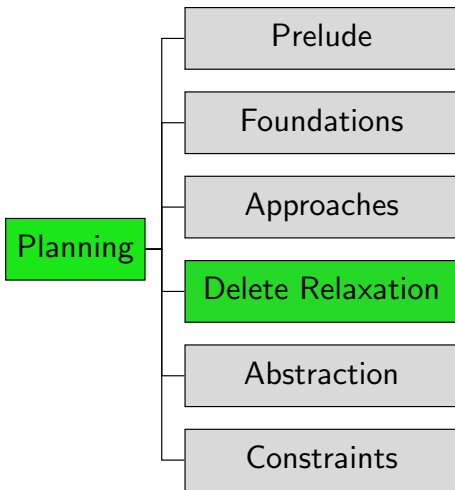 Prelude
Foundations
Approaches
Planning
Delete Relaxation
Abstraction
Constraints